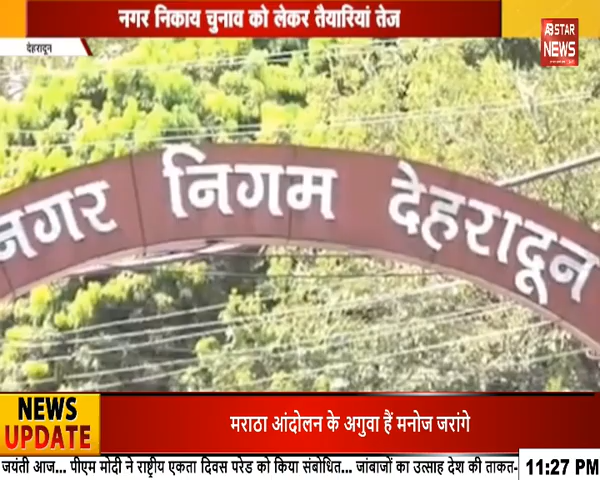 नगर निकाय चुनाव को लेकर तैयारियां तेज
देहरादून
STAR
NEWS
नगर निगम देहरादून
NEWS
UPDATE
मराठा आंदोलन के अगुवा हैं मनोज जरांगे
जयंती आज... पीएम मोदी ने राष्ट्रीय एकता दिवस परेड को किया संबोधित... जांबाजों का उत्साह देश की ताकत-
11:27 PM